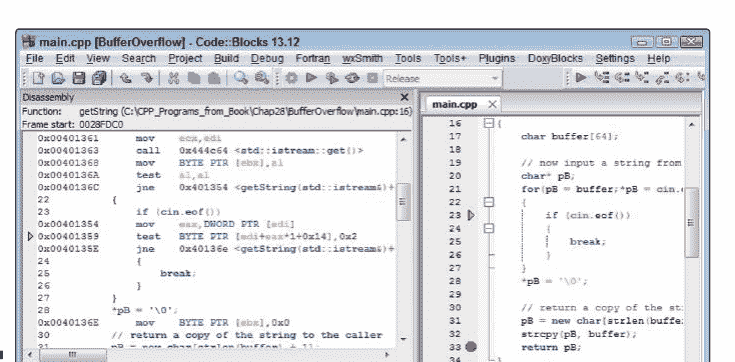 main.cpp [BufferOverflow] - Code::Blocks 13.12
File Edit View Search Project Build Debug Fortran wxSmith Tools Tools+ Plugins DoxyBlocks Settings Help
Release
Disassembly
Function: getString (C:\CPP_Programs_from_Book\Chap28\BufferOverflow\main.cpp:16)
Frame start: 0028FDC0
0x00401361 mov ecx,edi
0x00401363 call 0x444c64 <std::istream::get()>
0x00401368 mov BYTE PTR [ebx],al
0x0040136A test al,al
0x0040136C jne 0x401354 <getString(std::istream&)+
22 {
23 if (cin.eof())
0x00401354 mov eax,DWORD PTR [edi]
0x00401359 test BYTE PTR [edi+eax*1+0x14],0x2
0x0040135E jne 0x40136e <getString(std::istream&)+
24 {
25 break;
26 }
27 }
28 *pB = '\0';
0x0040136E mov BYTE PTR [ebx],0x0
30 // return a copy of the string to the caller
31 pB = new char[strlen(buffer) + 1];
main.cpp
16 {
17 char buffer[64];
18
19 // now input a string from
20 char* pB;
21 for(pB = buffer;*pB = cin.
22 {
23 if (cin.eof())
24 {
25 break;
26 }
27 }
28 *pB = '\0';
29
30 // return a copy of the st
31 pB = new char[strlen(buffe
32 strcpy(pB, buffer);
33 return pB;
34 }